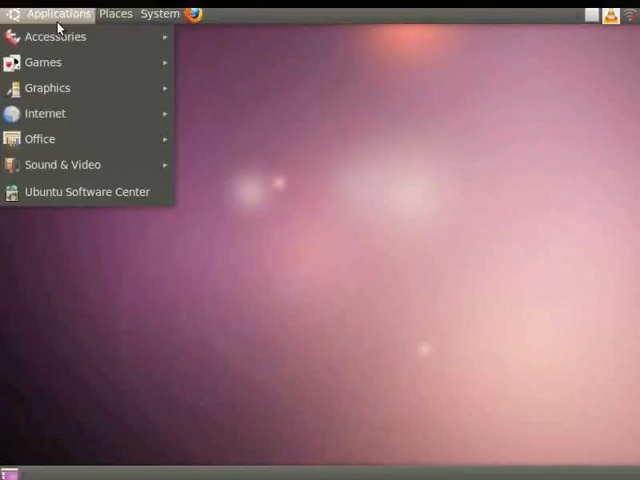 Applications Places System
Accessories
Games
Graphics
Internet
Office
Sound & Video
Ubuntu Software Center